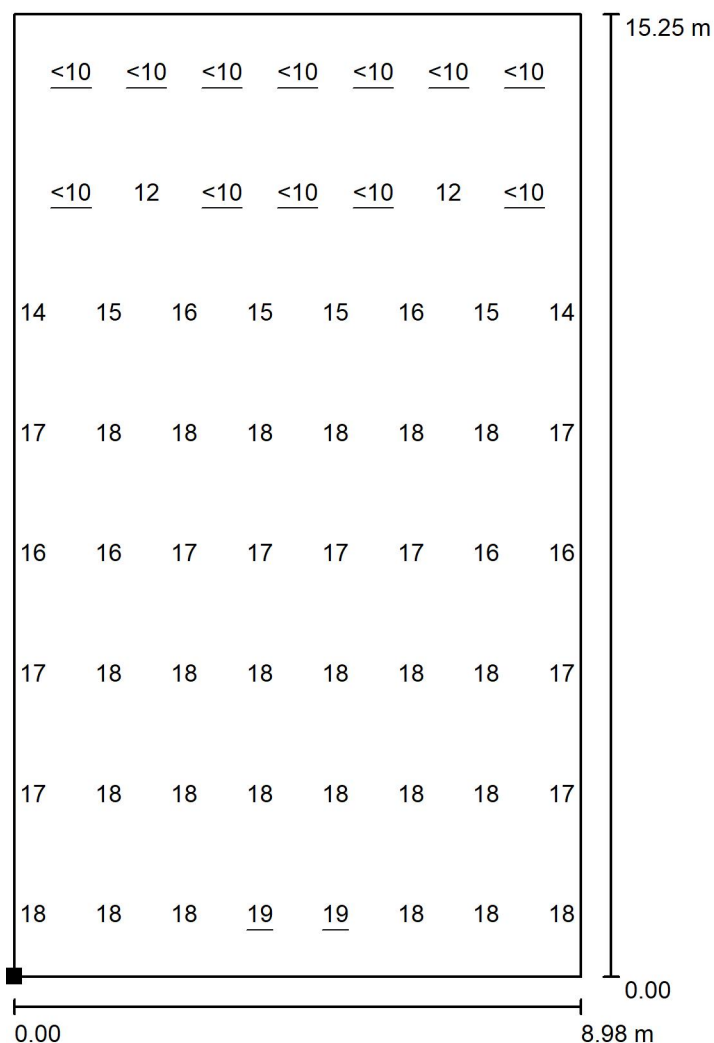 15.25 m
<10 <10 <10 <10 <10 <10 <10
<10 12 <10 <10 <10 12 <10
14 15 16 15 15 16 15 14
17 18 18 18 18 18 18 17
16 16 17 17 17 17 16 16
17 18 18 18 18 18 18 17
17 18 18 18 18 18 18 17
18 18 18 19 19 18 18 18
0.00
0.00 8.98 m